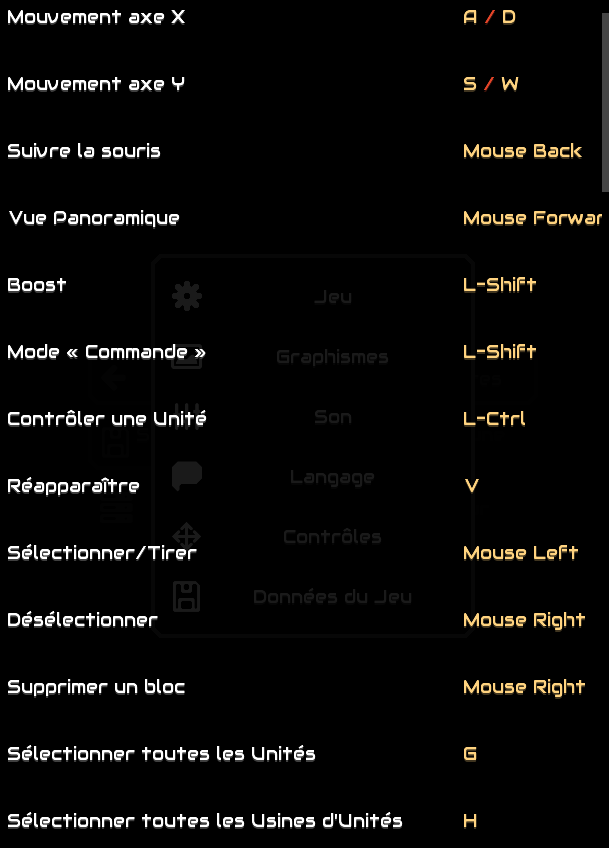 Mouvement axe X A / D
Mouvement axe Y S / W
Suivre la souris Mouse Back
Vue Panoramique Mouse Forwar
Jeu
Boost L-Shift
Graphismes
Mode « Commande » L-Shift
Son
Contrôler une Unité L-Ctrl
Langage
Réapparaître V
Contrôles
Sélectionner/Tirer Mouse Left
Données du Jeu
Désélectionner Mouse Right
Supprimer un bloc Mouse Right
Sélectionner toutes les Unités G
Sélectionner toutes les Usines d'Unités H